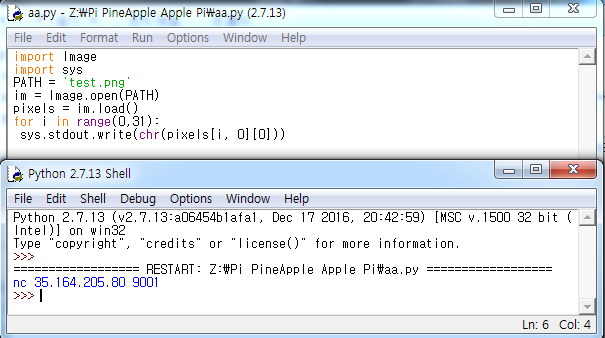 aa.py - Z:\Pi PineApple Apple Pi\aa.py (2.7.13)
File Edit Format Run Options Window Help
import Image
import sys
PATH = 'test.png'
im = Image.open(PATH)
pixels = im.load()
for i in range(0,31):
 sys.stdout.write(chr(pixels[i, 0][0]))
Python 2.7.13 Shell
File Edit Shell Debug Options Window Help
Python 2.7.13 (v2.7.13:a06454b1afa1, Dec 17 2016, 20:42:59) [MSC v.1500 32 bit (
Intel)] on win32
Type "copyright", "credits" or "license()" for more information.
>>>
================== RESTART: Z:₩Pi PineApple Apple Pi₩aa.py ==================
nc 35.164.205.80 9001
>>>
Ln: 6 Col: 4